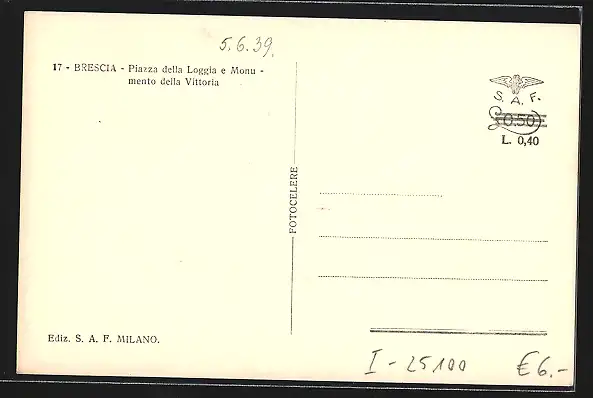 5.6.39.
17 - BRESCIA - Piazza della Loggia e Monu -
mento della Vittoria
S. A. F.
0.50
L. 0,40
FOTOCELERE
Ediz. S. A. F. MILANO.
I - 25100
€ 6.-